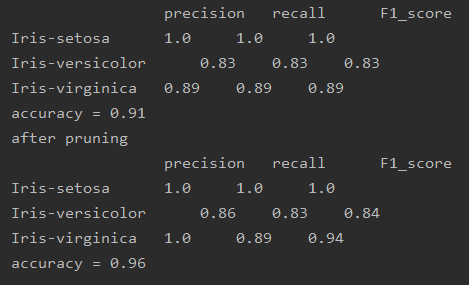 precision recall F1_score
Iris-setosa 1.0 1.0 1.0
Iris-versicolor 0.83 0.83 0.83
Iris-virginica 0.89 0.89 0.89
accuracy = 0.91
after pruning
precision recall F1_score
Iris-setosa 1.0 1.0 1.0
Iris-versicolor 0.86 0.83 0.84
Iris-virginica 1.0 0.89 0.94
accuracy = 0.96